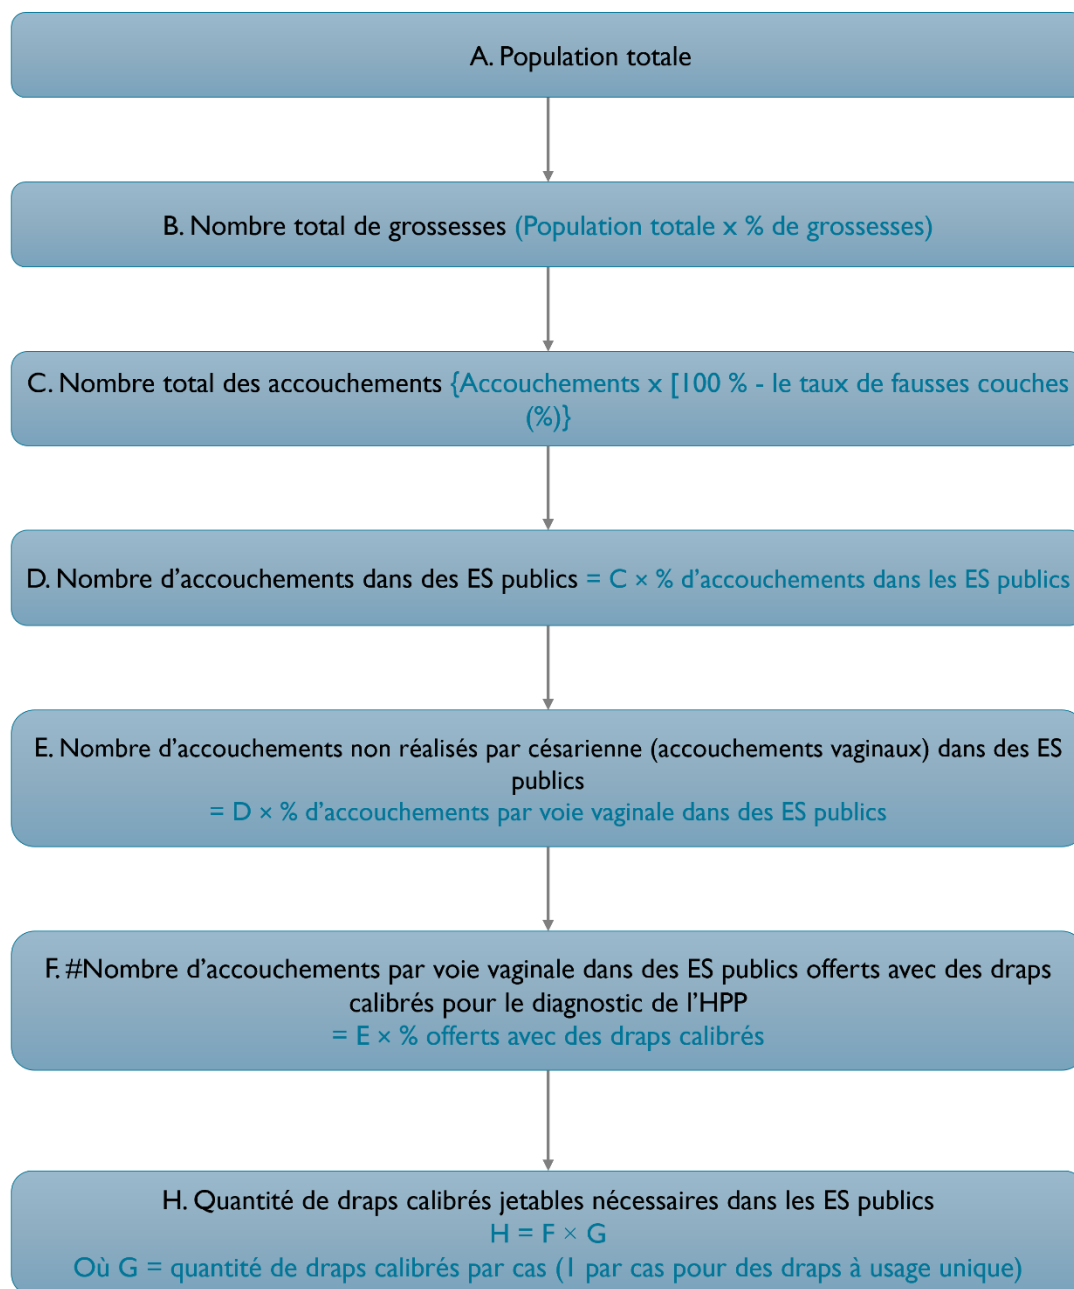 A. Population totale
B. Nombre total de grossesses (Population totale x % de grossesses)
C. Nombre total des accouchements {Accouchements x [100 % - le taux de fausses couches
(%)}
D. Nombre d’accouchements dans des ES publics = C × % d’accouchements dans les ES publics
E. Nombre d’accouchements non réalisés par césarienne (accouchements vaginaux) dans des ES
publics
= D × % d’accouchements par voie vaginale dans des ES publics
F. #Nombre d’accouchements par voie vaginale dans des ES publics offerts avec des draps
calibrés pour le diagnostic de l’HPP
= E × % offerts avec des draps calibrés
H. Quantité de draps calibrés jetables nécessaires dans les ES publics
H = F × G
Où G = quantité de draps calibrés par cas (1 par cas pour des draps à usage unique)